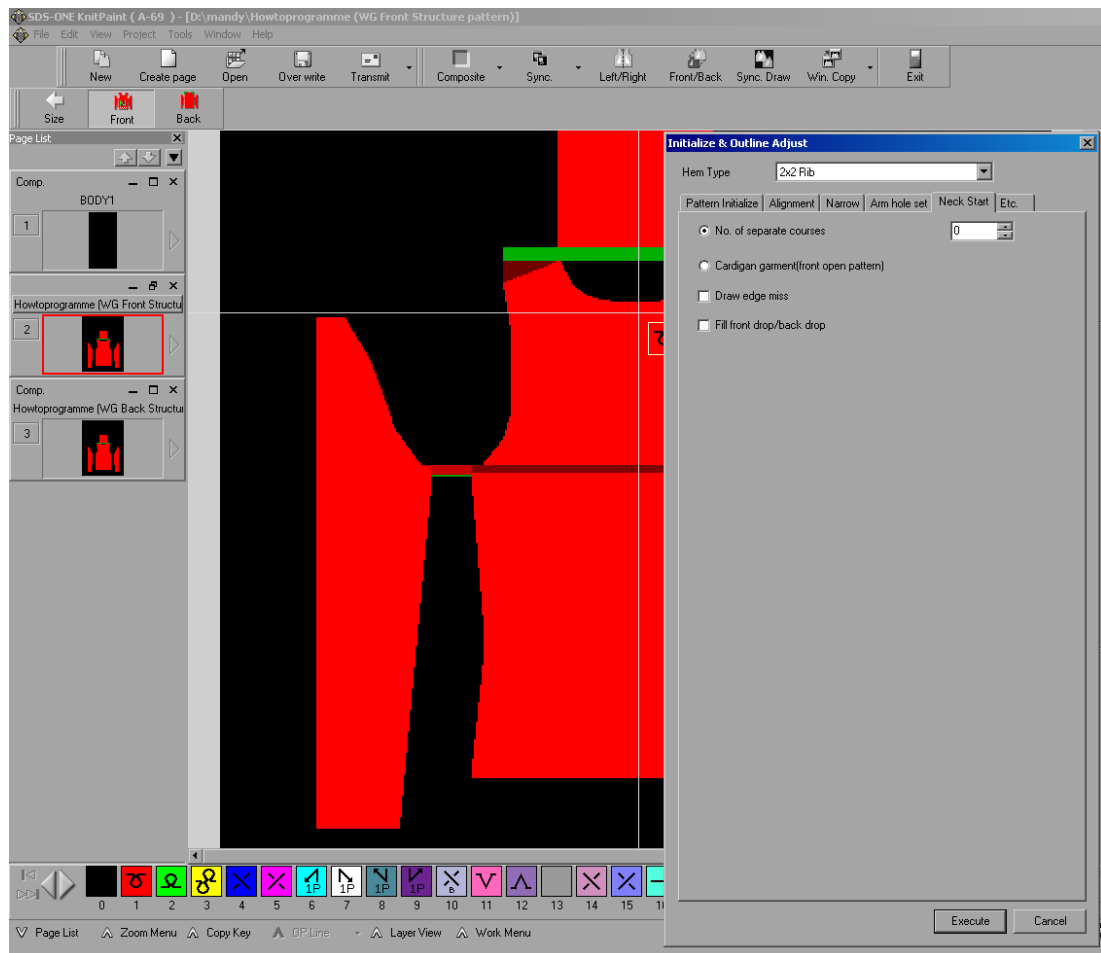 SDS-ONE KnitPaint ( A-69 ) - [D:\mandy\Howtoprogramme (WG Front Structure pattern)]
File Edit View Project Tools Window Help
New Create page Open Over write Transmit Composite Sync. Left/Right Front/Back Sync. Draw Win. Copy Exit
Size Front Back
Page List
Comp.
BODY1
1
Howtoprogramme (WG Front Structu
2
Comp.
Howtoprogramme (WG Back Structur
3
Initialize & Outline Adjust
Hem Type 2x2 Rib
Pattern Initialize Alignment Narrow Arm hole set Neck Start Etc.
No. of separate courses 0
Cardigan garment(front open pattern)
Draw edge miss
Fill front drop/back drop
Execute Cancel
1P 1P 1P 1P B
0 1 2 3 4 5 6 7 8 9 10 11 12 13 14 15
Page List Zoom Menu Copy Key OP Line Layer View Work Menu